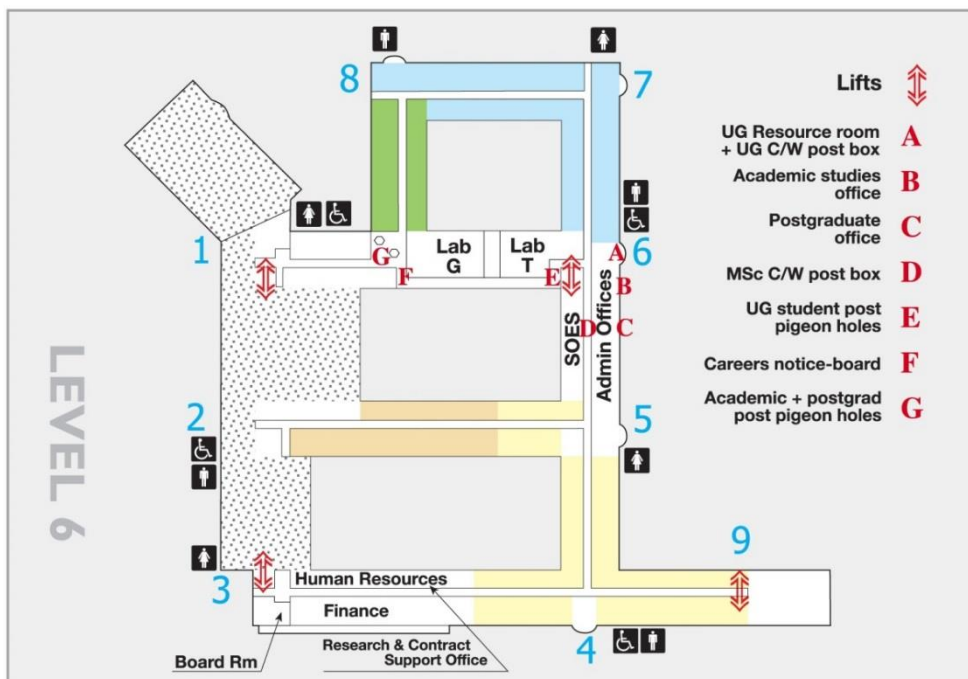 8
7
Lifts
A
UG Resource room
+ UG C/W post box
B
Academic studies
office
C
Postgraduate
office
D
MSc C/W post box
E
UG student post
pigeon holes
F
Careers notice-board
G
Academic + postgrad
post pigeon holes
1
G
F
Lab
G
Lab
T
E
A
6
B
D
C
SOES
Admin Offices
LEVEL 6
2
5
9
3
Human Resources
Finance
Board Rm
Research & Contract
Support Office
4